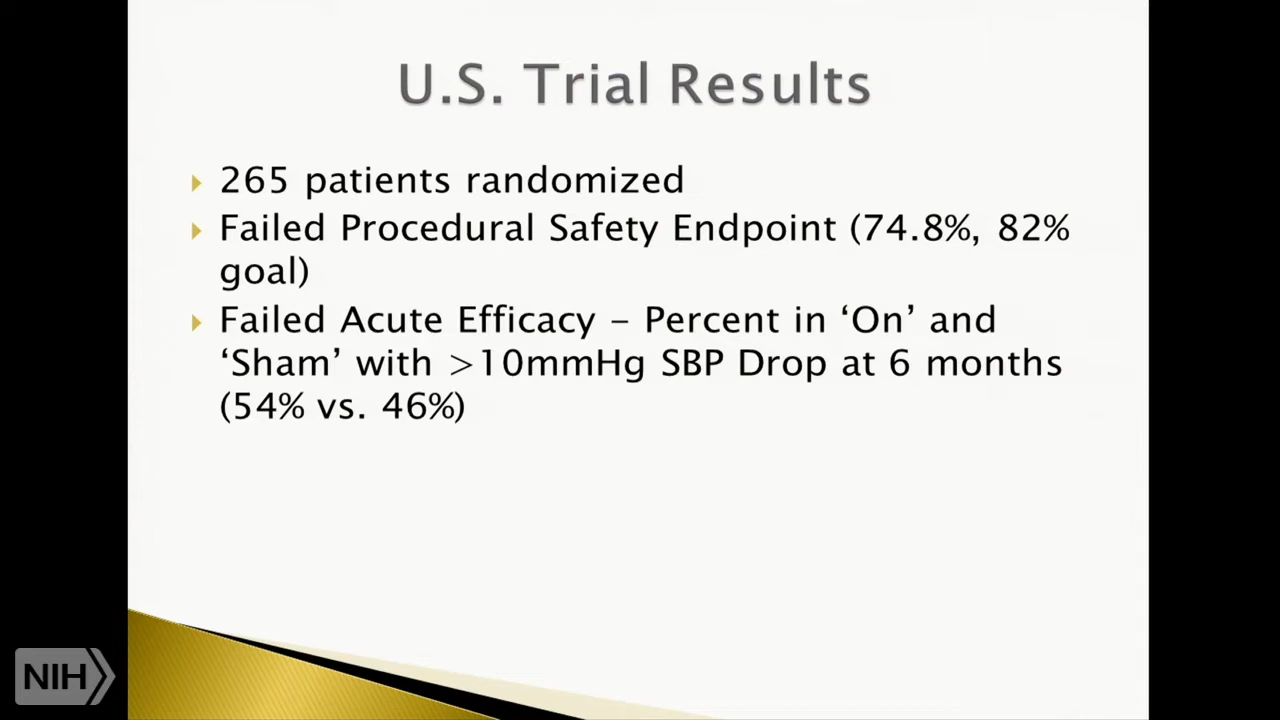 U.S. Trial Results
265 patients randomized
Failed Procedural Safety Endpoint (74.8%, 82%
goal)
Failed Acute Efficacy – Percent in ‘On’ and
‘Sham’ with >10mmHg SBP Drop at 6 months
(54% vs. 46%)
NIH